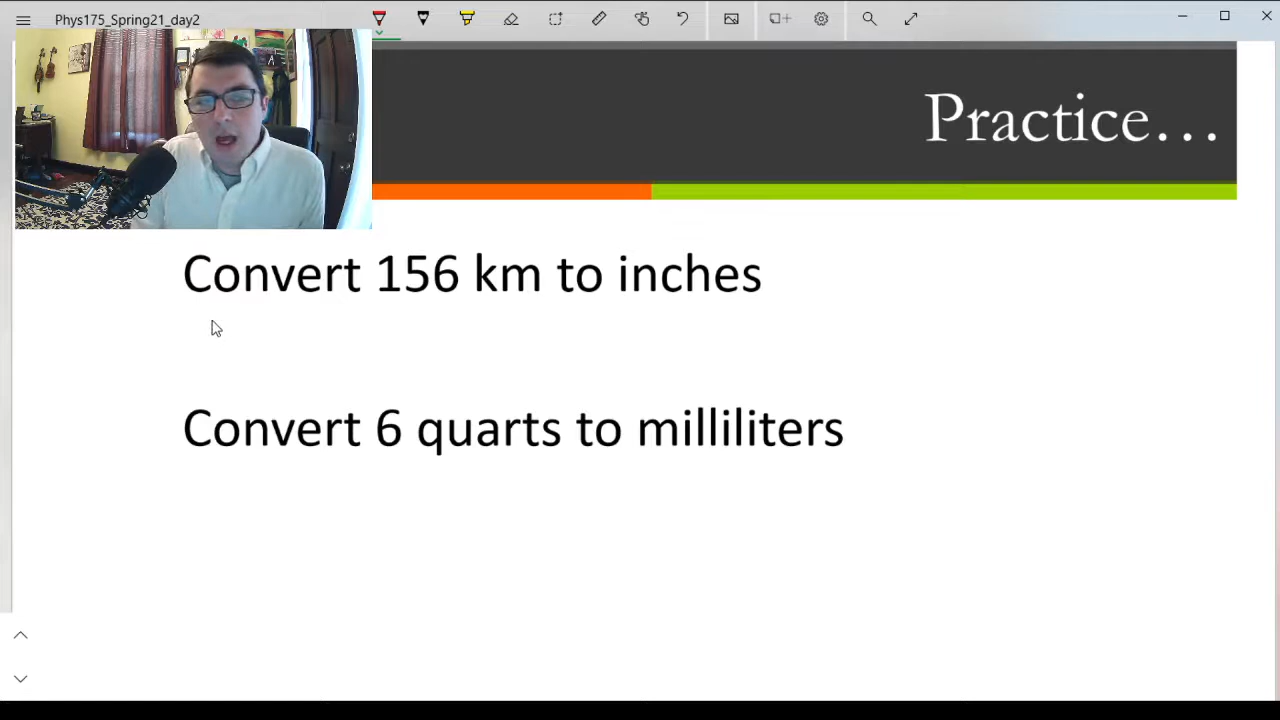 Phys175_Spring21_day2
Practice…
Convert 156 km to inches
Convert 6 quarts to milliliters